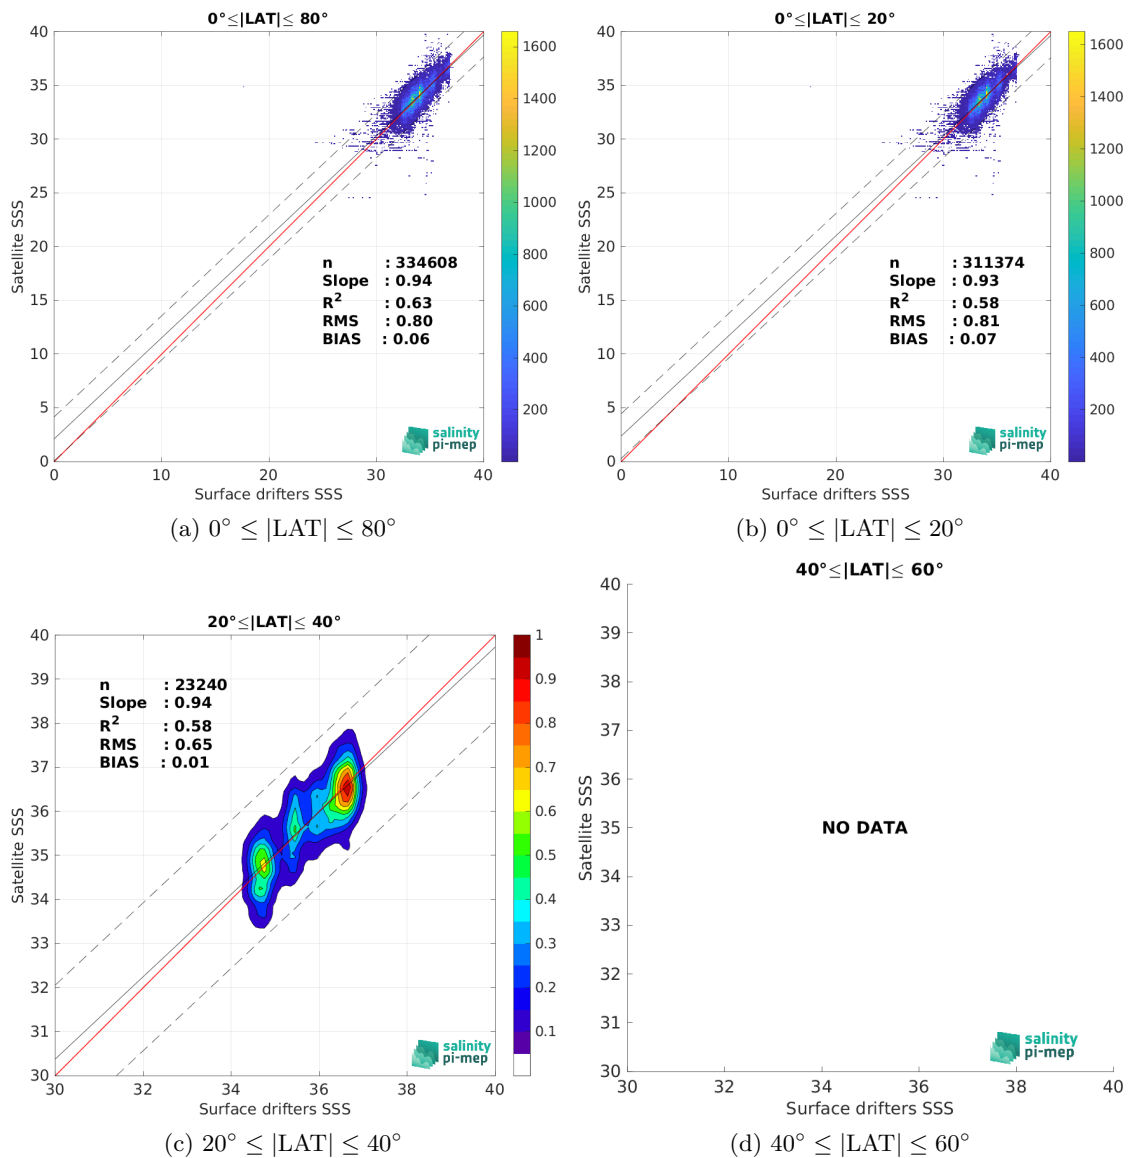 0°≤|LAT|≤ 80°
40
35
30
25
20
15
10
5
0
Satellite SSS
n : 334608
Slope : 0.94
R² : 0.63
RMS : 0.80
BIAS : 0.06
salinity
pi-mep
0 10 20 30 40
Surface drifters SSS
1600
1400
1200
1000
800
600
400
200
(a) 0° ≤ |LAT| ≤ 80°
0°≤|LAT|≤ 20°
40
35
30
25
20
15
10
5
0
Satellite SSS
n : 311374
Slope : 0.93
R² : 0.58
RMS : 0.81
BIAS : 0.07
salinity
pi-mep
0 10 20 30 40
Surface drifters SSS
1600
1400
1200
1000
800
600
400
200
(b) 0° ≤ |LAT| ≤ 20°
20°≤|LAT|≤ 40°
40
39
38
37
36
35
34
33
32
31
30
Satellite SSS
n : 23240
Slope : 0.94
R² : 0.58
RMS : 0.65
BIAS : 0.01
salinity
pi-mep
30 32 34 36 38 40
Surface drifters SSS
1
0.9
0.8
0.7
0.6
0.5
0.4
0.3
0.2
0.1
(c) 20° ≤ |LAT| ≤ 40°
40°≤|LAT|≤ 60°
40
39
38
37
36
35
34
33
32
31
30
Satellite SSS
NO DATA
salinity
pi-mep
30 32 34 36 38 40
Surface drifters SSS
(d) 40° ≤ |LAT| ≤ 60°